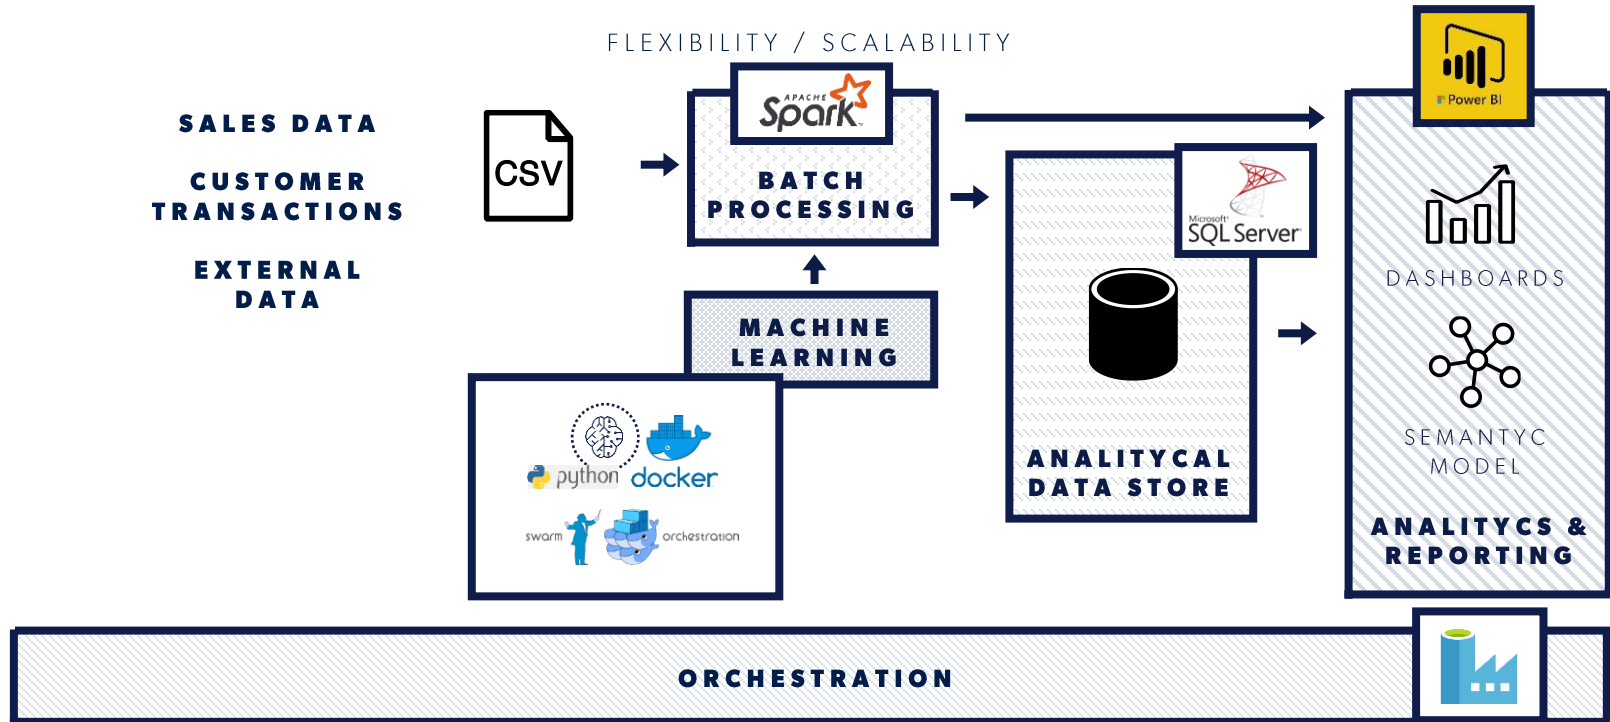 FLEXIBILITY / SCALABILITY
Power BI
APACHE
Spark™
SALES DATA
CSV
CUSTOMER
TRANSACTIONS
BATCH
PROCESSING
Microsoft®
SQL Server®
EXTERNAL
DATA
DASHBOARDS
MACHINE
LEARNING
python
docker
SEMANTYC
MODEL
ANALITYCAL
DATA STORE
swarm
orchestration
ANALITYCS &
REPORTING
ORCHESTRATION